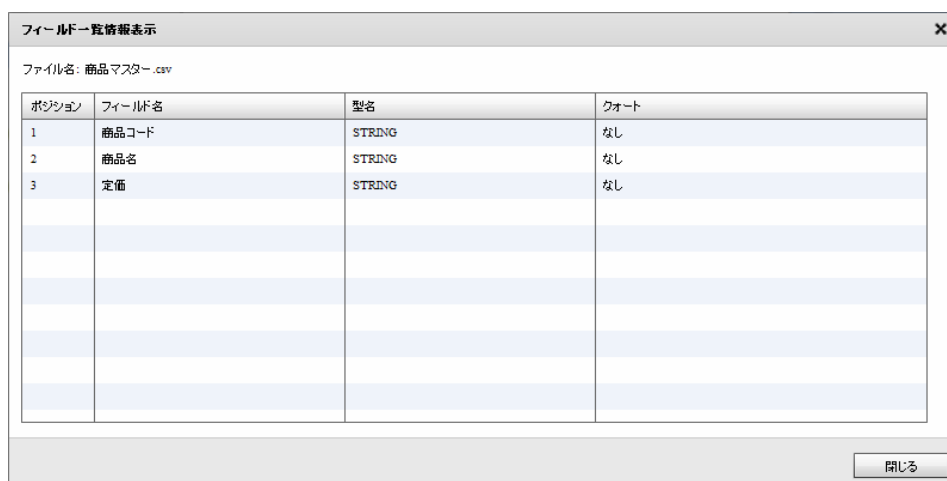 フィールド一覧情報表示
ファイル名: 商品マスター.csv
ポジション フィールド名 型名 クォート
1 商品コード STRING なし
2 商品名 STRING なし
3 定価 STRING なし
閉じる